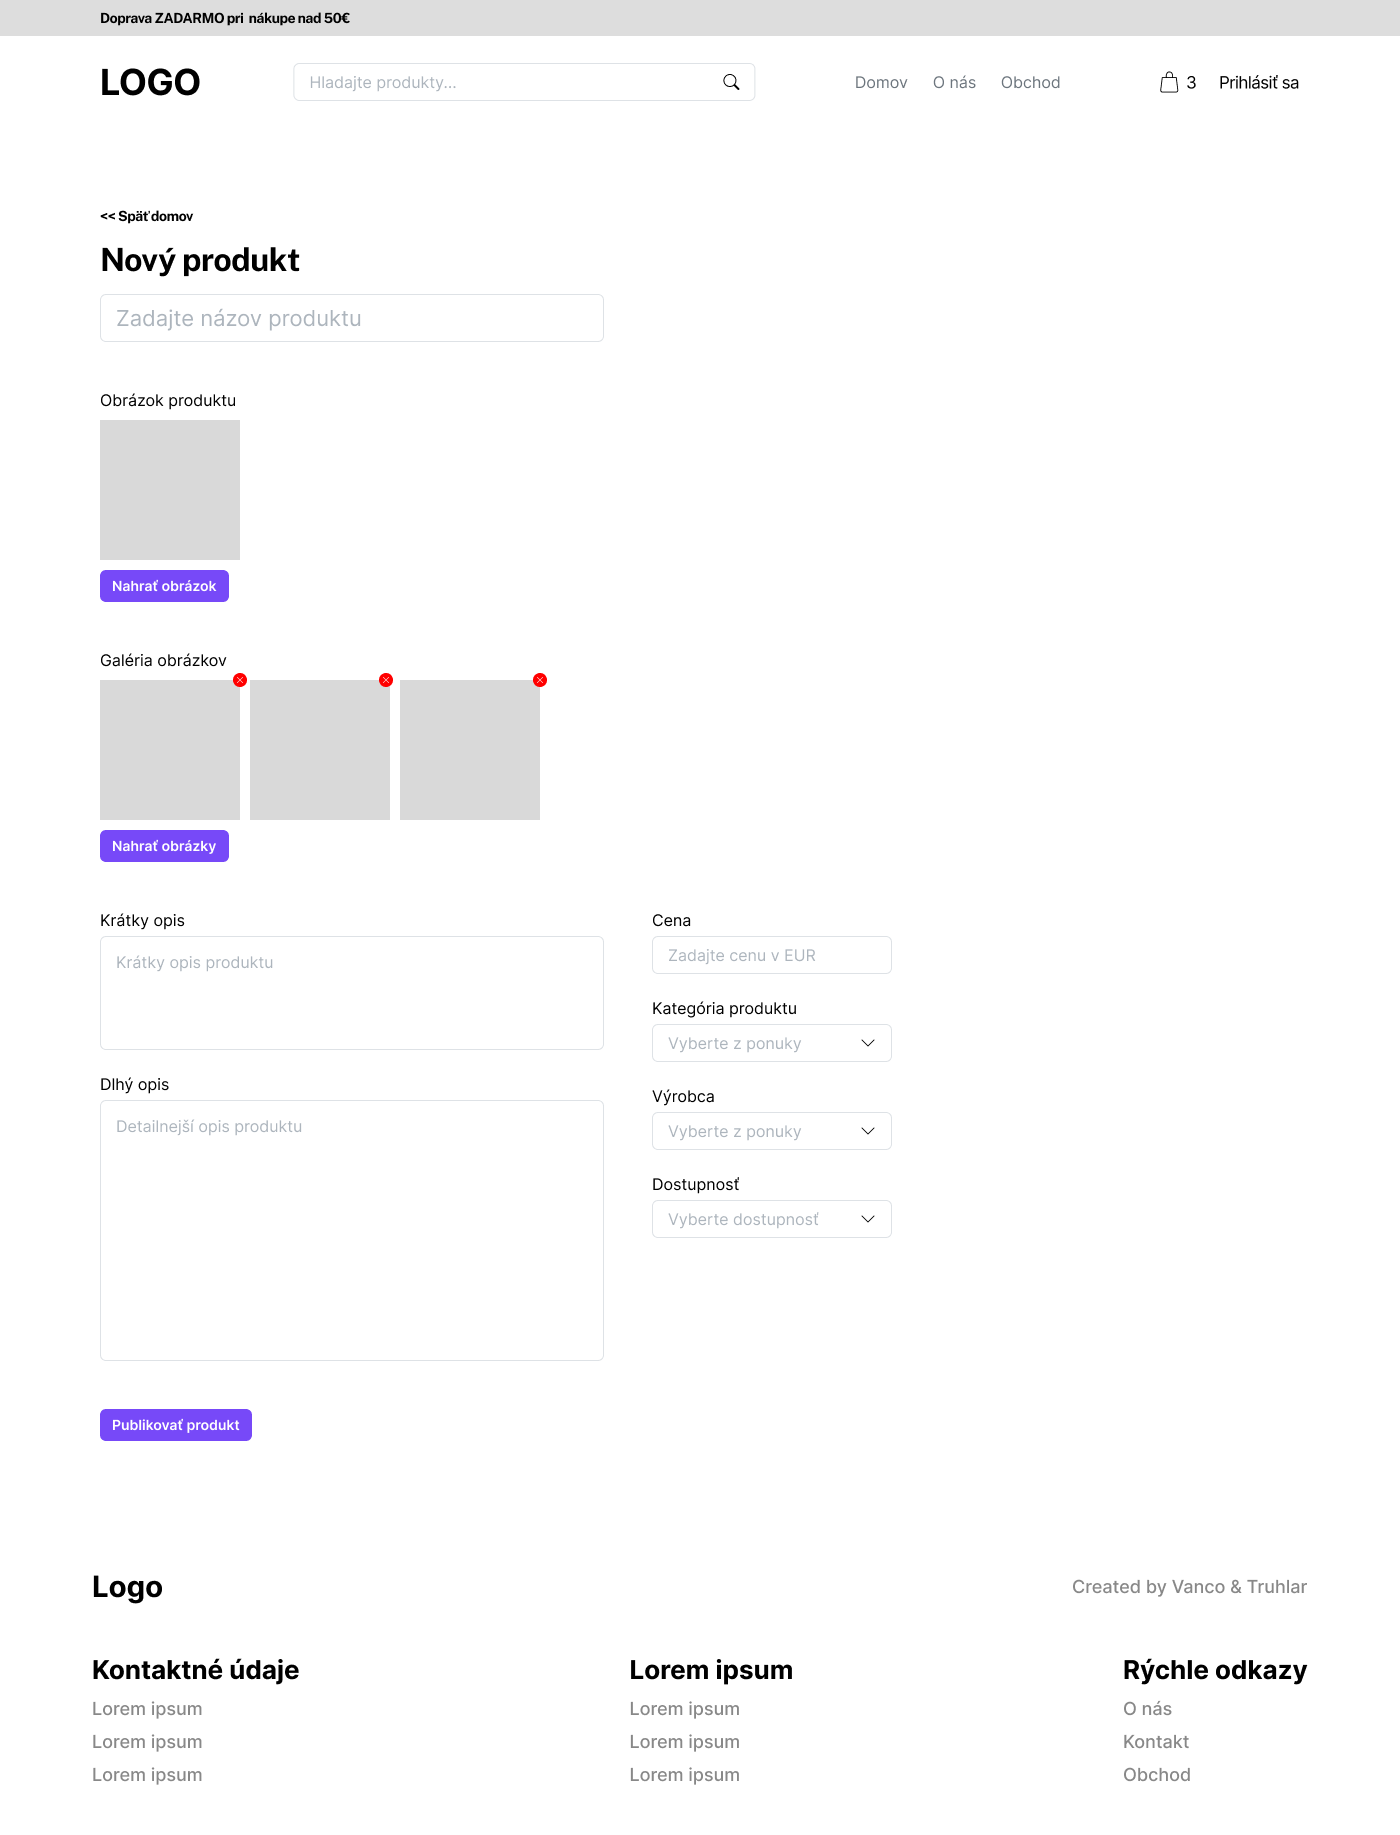 Doprava ZADARMO pri nákupe nad 50€
LOGO
Hladajte produkty...
Domov
O nás
Obchod
3
Prihlásiť sa
<< Späť domov
Nový produkt
Zadajte názov produktu
Obrázok produktu
Nahrať obrázok
Galéria obrázkov
Nahrať obrázky
Krátky opis
Krátky opis produktu
Dlhý opis
Detailnejší opis produktu
Cena
Zadajte cenu v EUR
Kategória produktu
Vyberte z ponuky
Výrobca
Vyberte z ponuky
Dostupnosť
Vyberte dostupnosť
Publikovať produkt
Logo
Created by Vanco & Truhlar
Kontaktné údaje
Lorem ipsum
Lorem ipsum
Lorem ipsum
Lorem ipsum
Lorem ipsum
Lorem ipsum
Lorem ipsum
Rýchle odkazy
O nás
Kontakt
Obchod